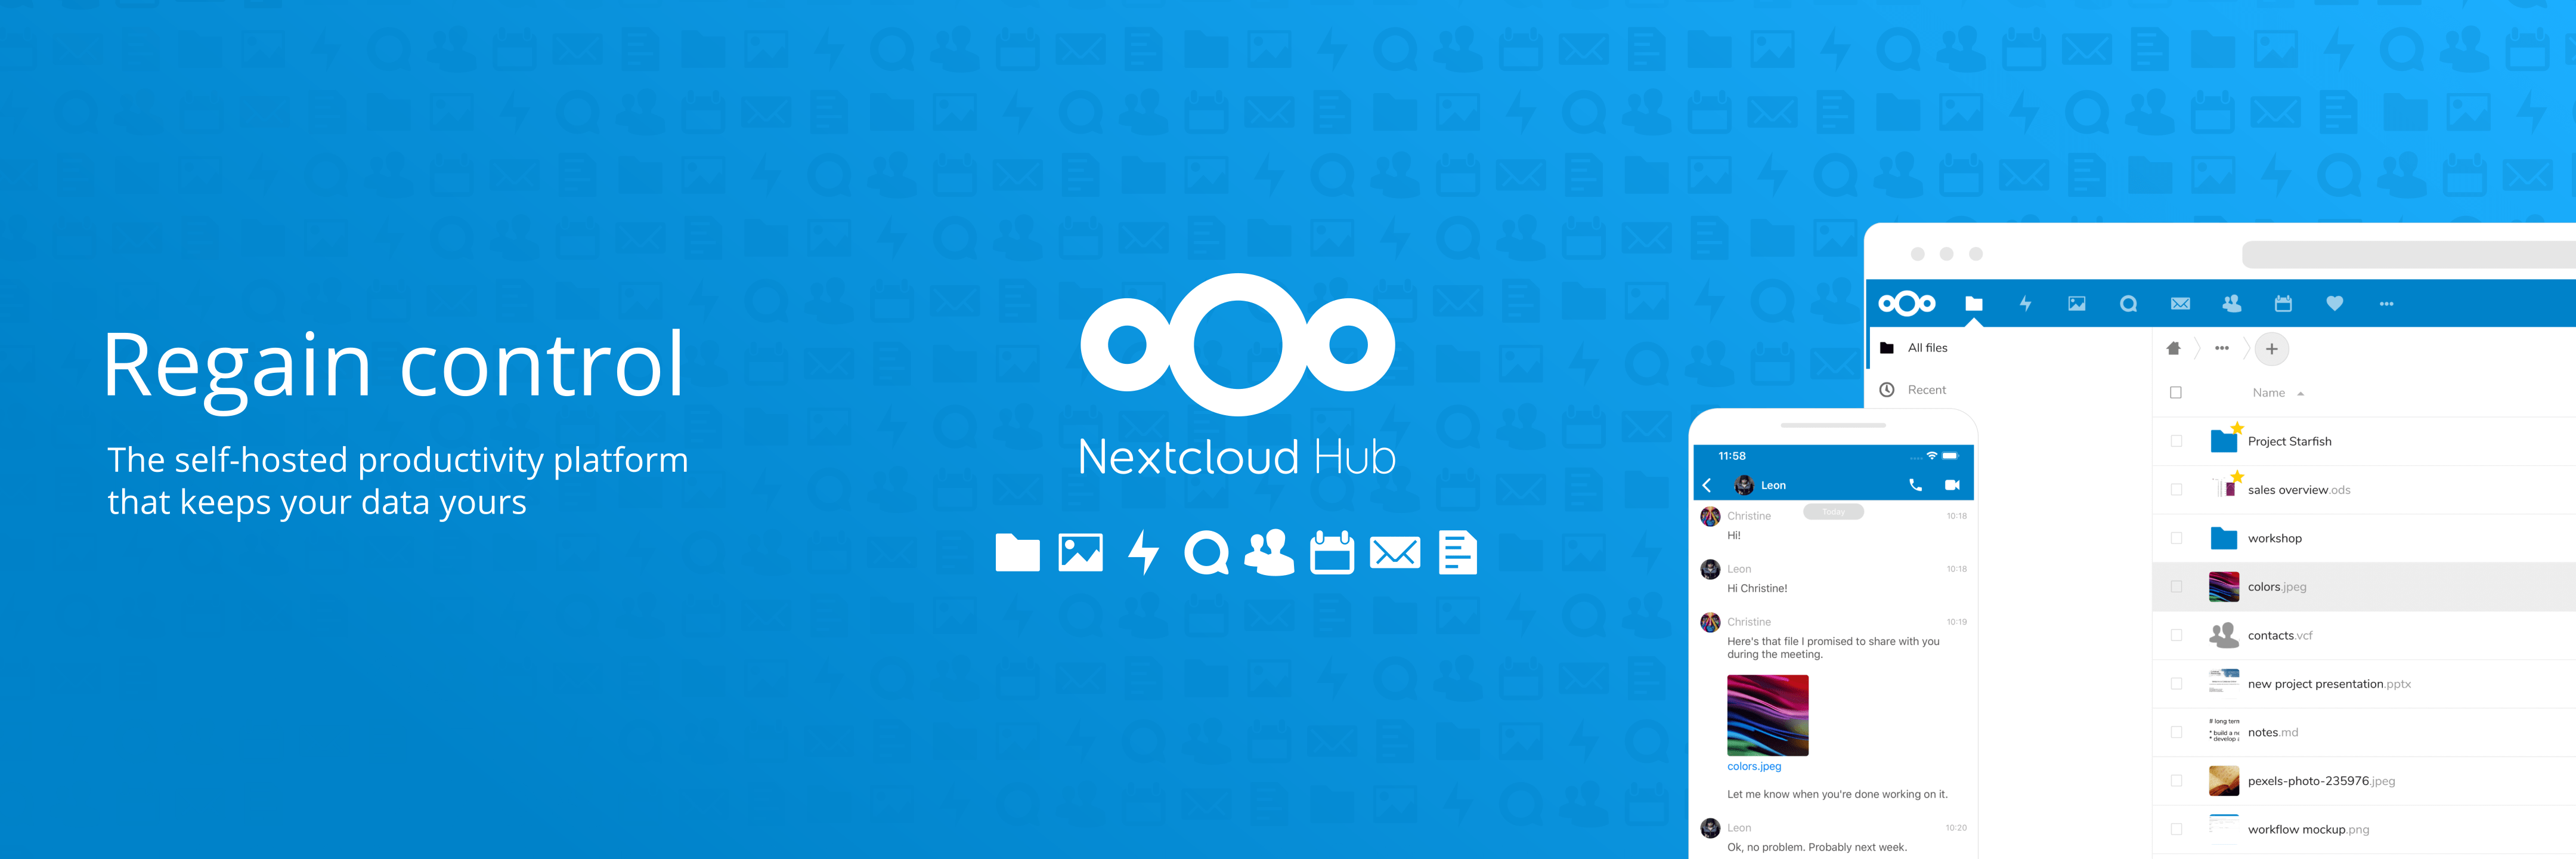 Regain control
The self-hosted productivity platform
that keeps your data yours
Nextcloud Hub
All files
Recent
Name
Project Starfish
sales overview.ods
workshop
colors.jpeg
contacts.vcf
new project presentation.pptx
# long term
* build a n
* develop a
notes.md
pexels-photo-235976.jpeg
workflow mockup.png
11:58
Leon
Today
Christine 10:18
Hi!
Leon 10:18
Hi Christine!
Christine 10:19
Here's that file I promised to share with you
during the meeting.
colors.jpeg
Let me know when you're done working on it.
Leon 10:20
Ok, no problem. Probably next week.